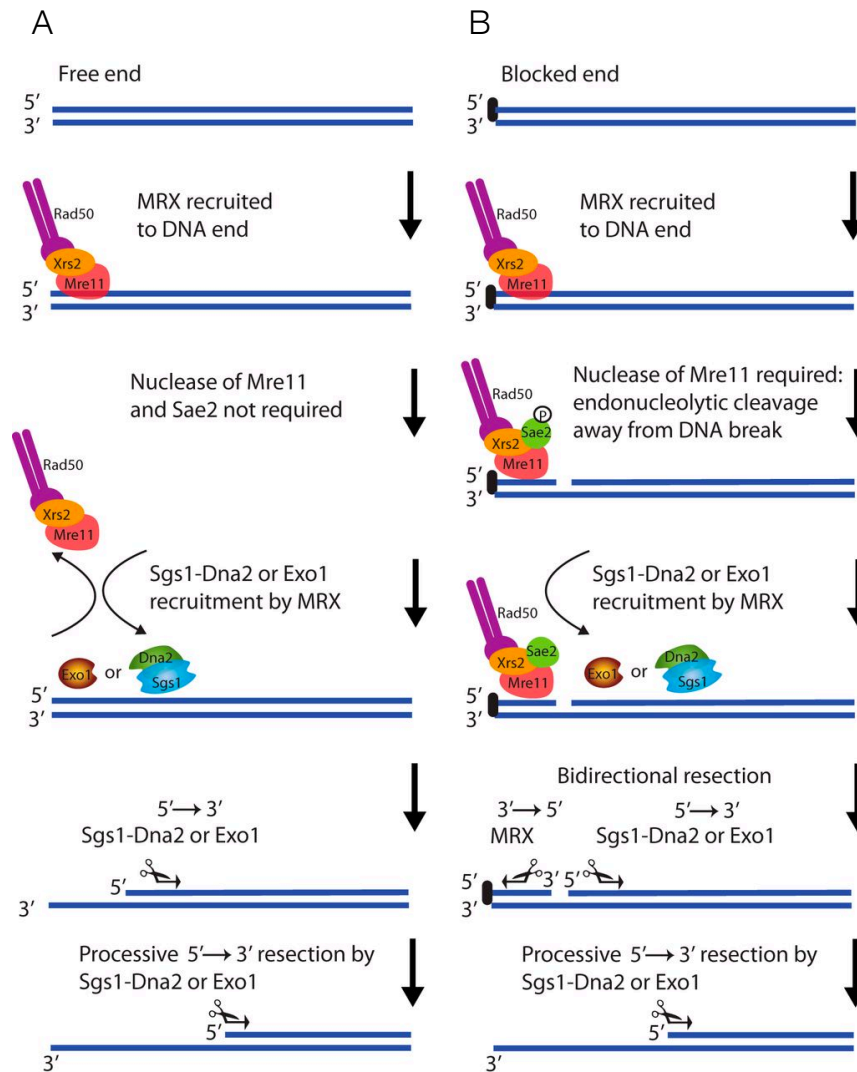 A
Free end
5′
3′
MRX recruited
to DNA end
Rad50
Xrs2
Mre11
5′
3′
Nuclease of Mre11
and Sae2 not required
Rad50
Xrs2
Mre11
Sgs1-Dna2 or Exo1
recruitment by MRX
Exo1 or Dna2
Sgs1
5′
3′
5′→ 3′
Sgs1-Dna2 or Exo1
5′
3′
Processive 5′→ 3′ resection by
Sgs1-Dna2 or Exo1
5′
3′
B
Blocked end
5′
3′
MRX recruited
to DNA end
Rad50
Xrs2
Mre11
5′
3′
Nuclease of Mre11 required:
endonucleolytic cleavage
away from DNA break
Rad50
P
Sae2
Xrs2
Mre11
5′
3′
Sgs1-Dna2 or Exo1
recruitment by MRX
Rad50
Xrs2 Sae2
Mre11
Exo1 or Dna2
Sgs1
5′
3′
Bidirectional resection
3′→ 5′ 5′→ 3′
MRX Sgs1-Dna2 or Exo1
5′ 3′ 5′
3′
Processive 5′→ 3′ resection by
Sgs1-Dna2 or Exo1
5′
3′